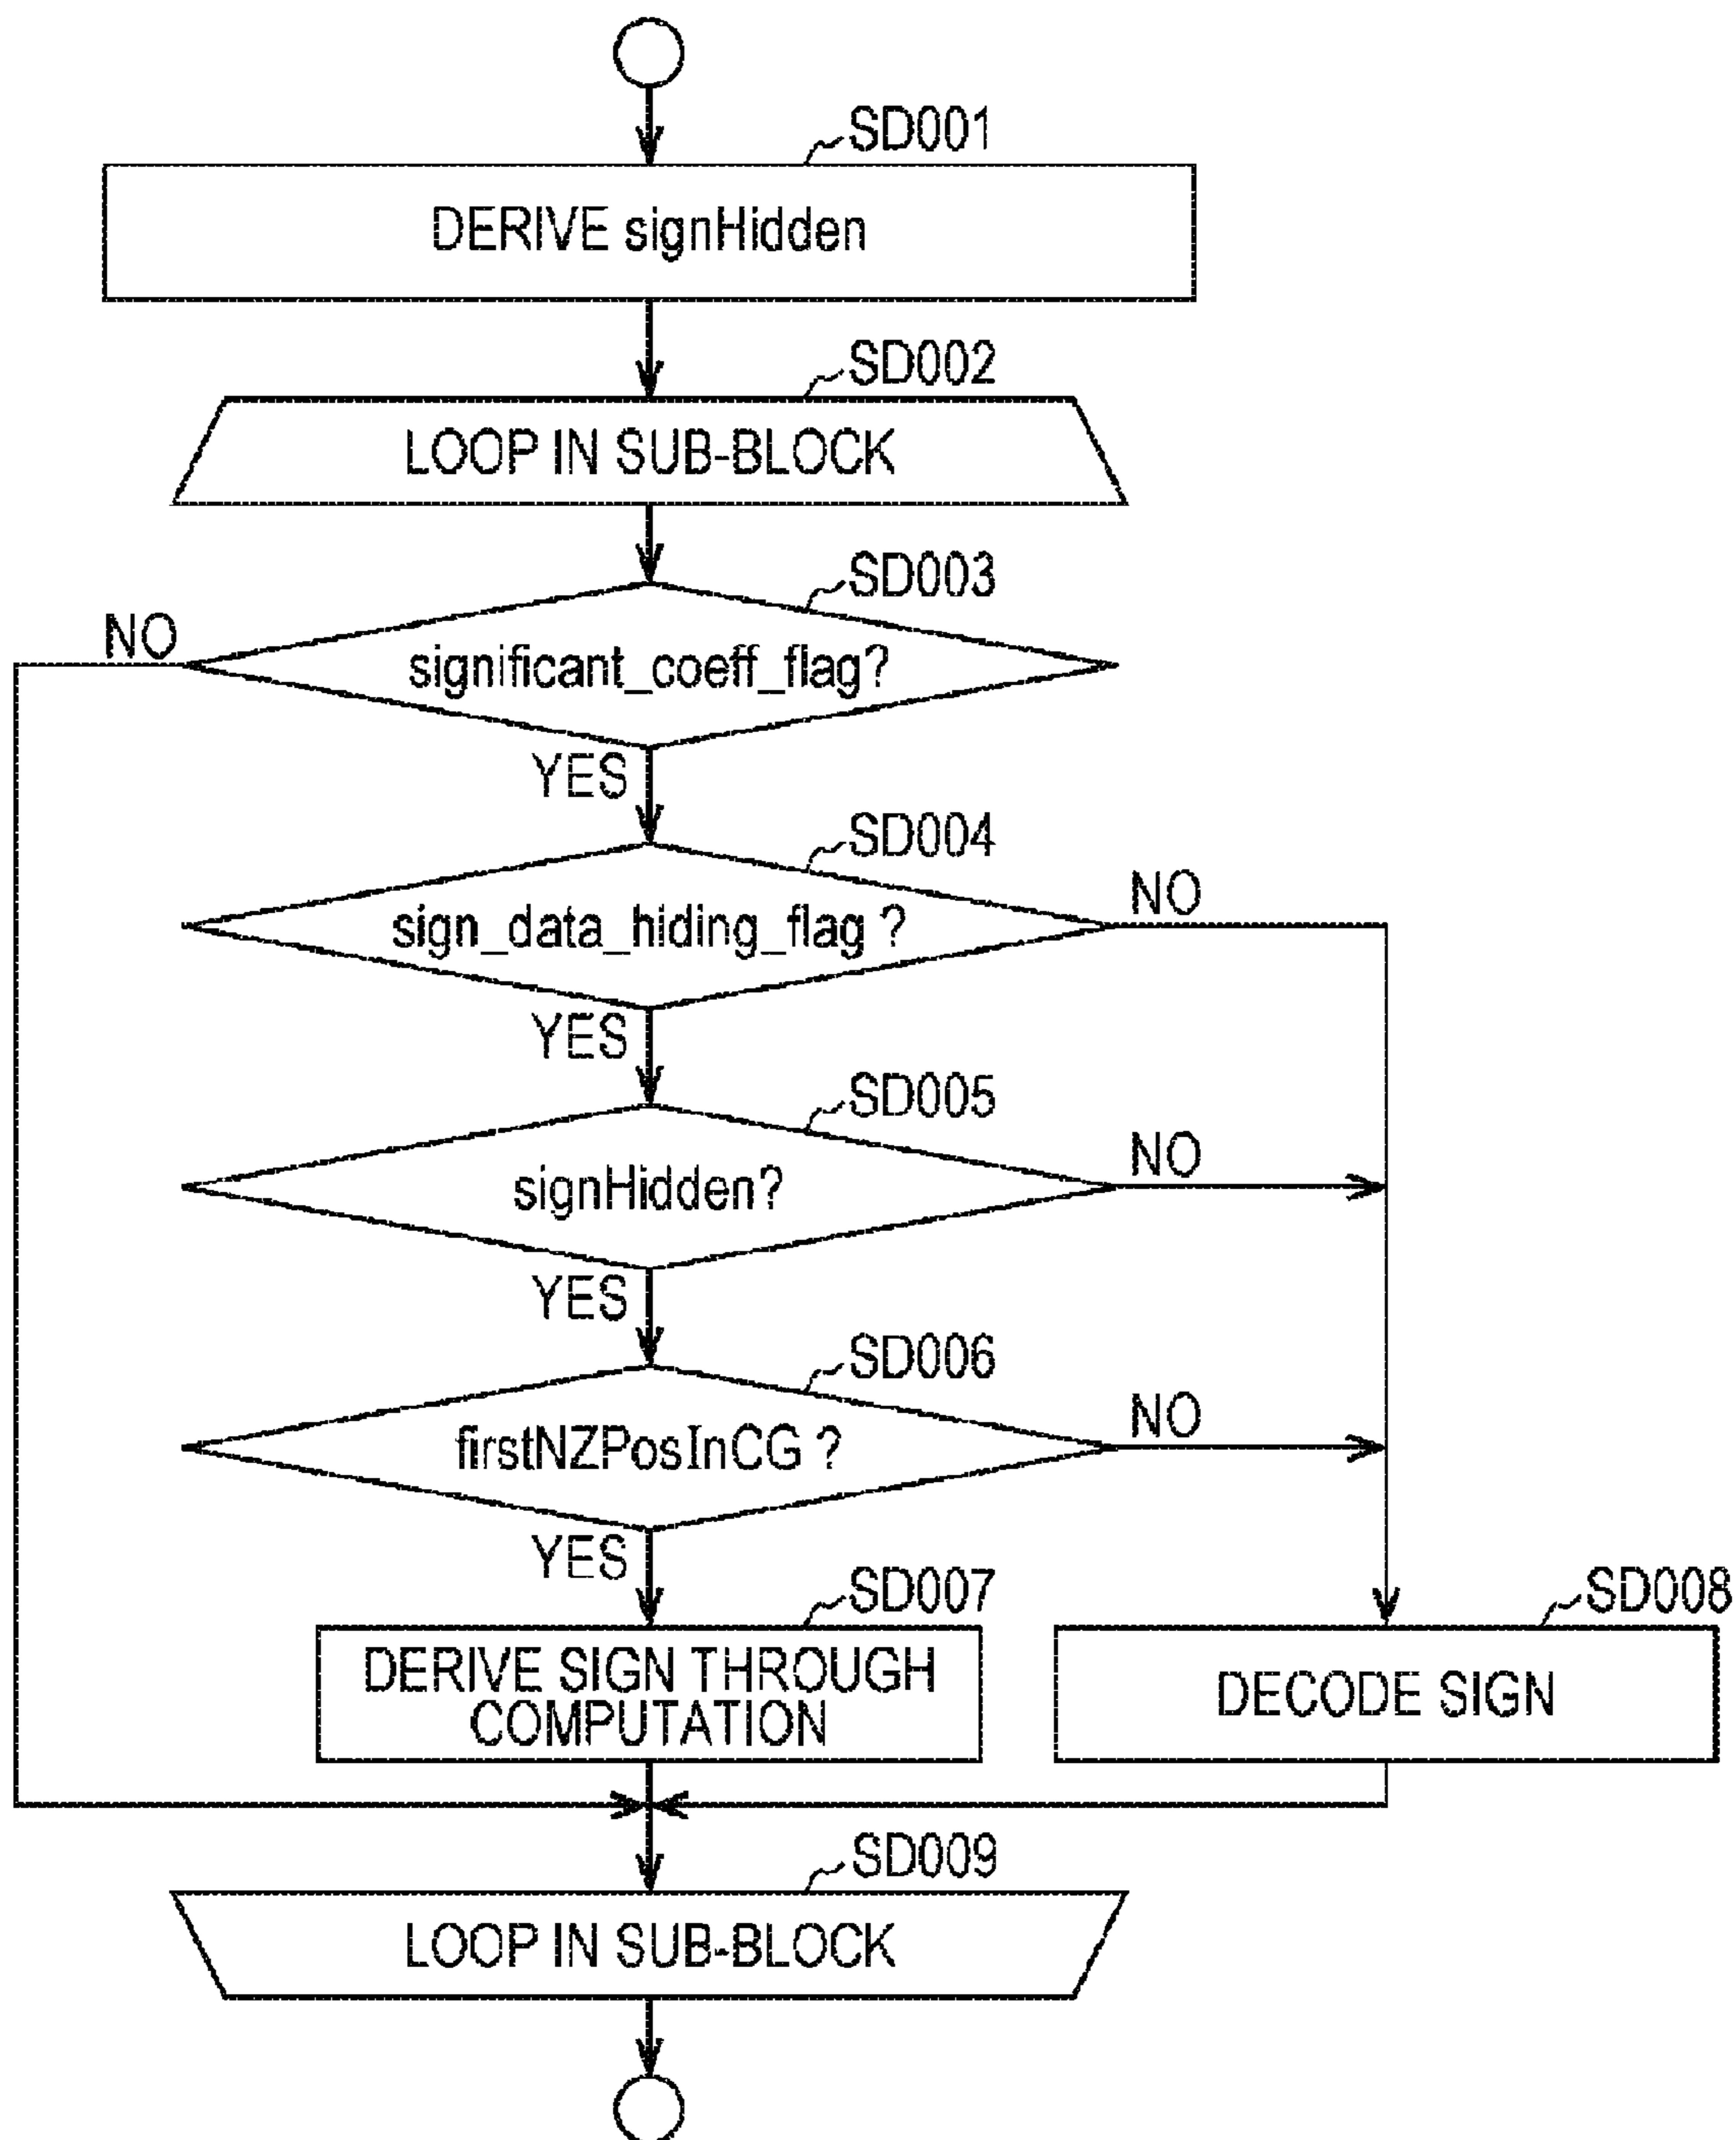 SD001
DERIVE signHidden
SD002
LOOP IN SUB-BLOCK
SD003
NO
significant_coeff_flag?
YES
SD004
NO
sign_data_hiding_flag ?
YES
SD005
NO
signHidden?
YES
SD006
NO
firstNZPosInCG ?
YES
SD007
SD008
DERIVE SIGN THROUGH
COMPUTATION
DECODE SIGN
SD009
LOOP IN SUB-BLOCK